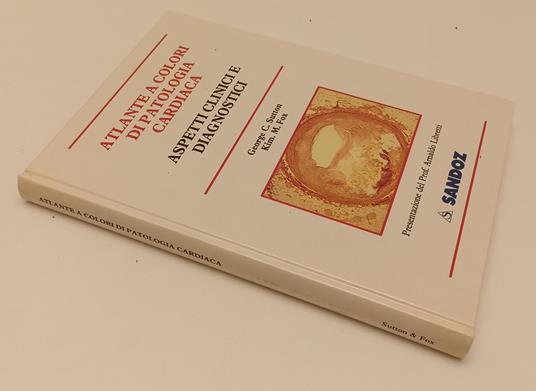 ATLANTE A COLORI
DI PATOLOGIA
CARDIACA
ASPETTI CLINICI E
DIAGNOSTICI
George C. Sutton
Kim. M. Fox
Presentazione del Prof. Arnaldo Libretti
SANDOZ
ATLANTE A COLORI DI PATOLOGIA CARDIACA
Sutton & Fox